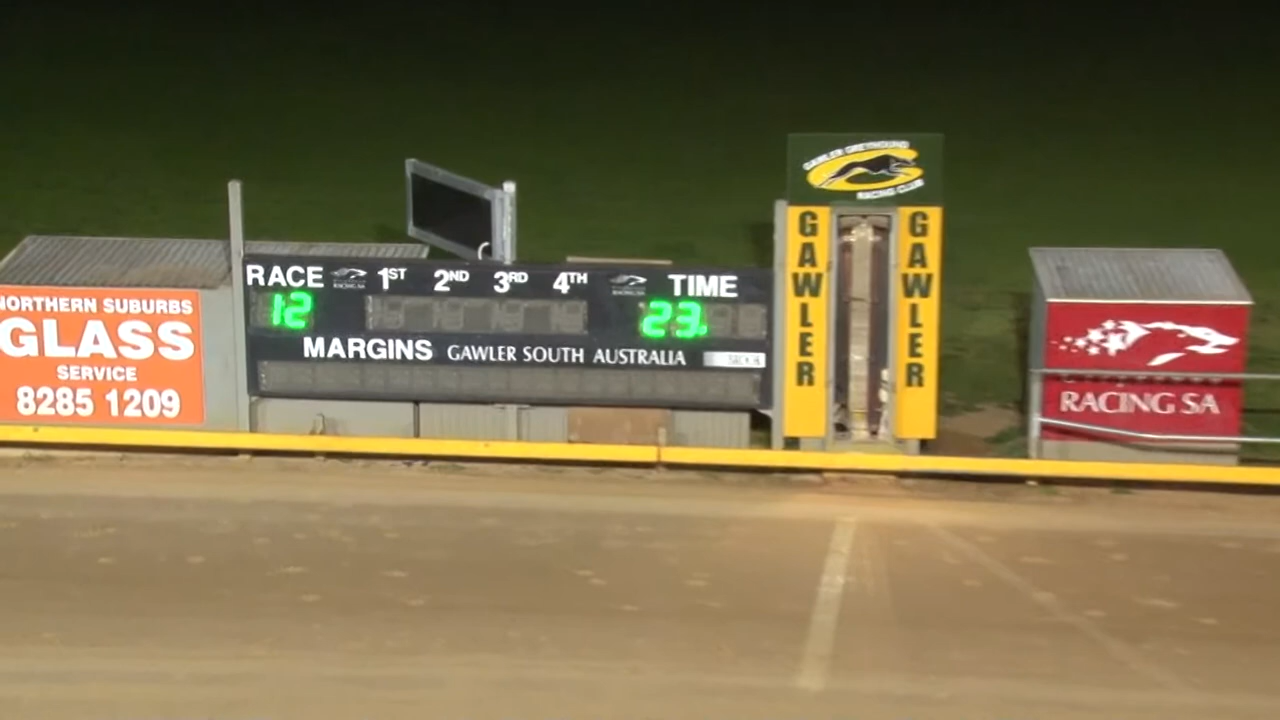 GAWLER GREYHOUND
RACING CLUB
GAWLER
GAWLER
RACE 1ST 2ND 3RD 4TH TIME
12 23.
MARGINS GAWLER SOUTH AUSTRALIA
NORTHERN SUBURBS
GLASS
SERVICE
8285 1209
RACING SA